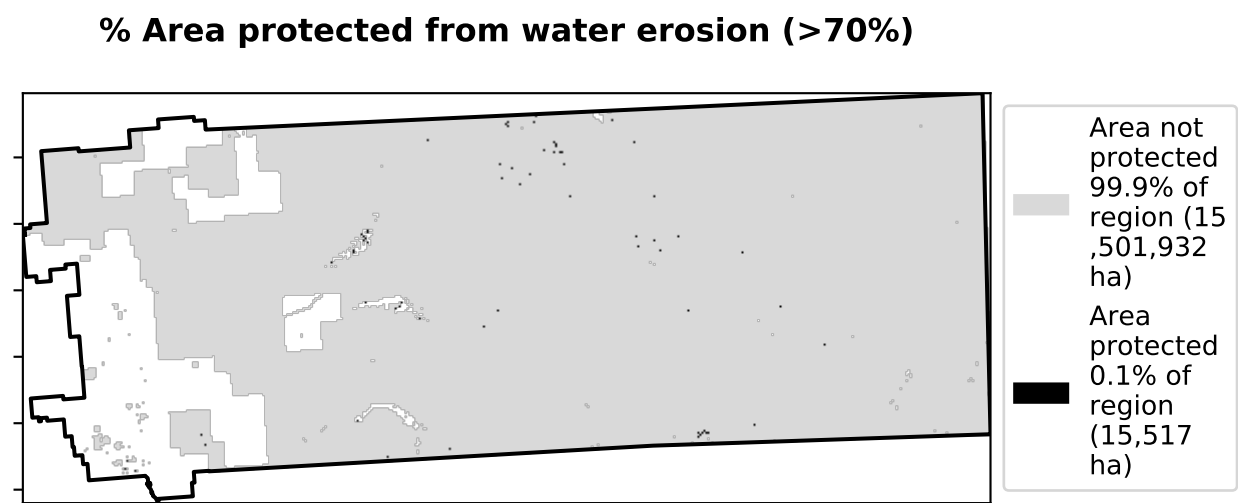 % Area protected from water erosion (>70%)
Area not
protected
99.9% of
region (15
,501,932
ha)
Area
protected
0.1% of
region
(15,517
ha)